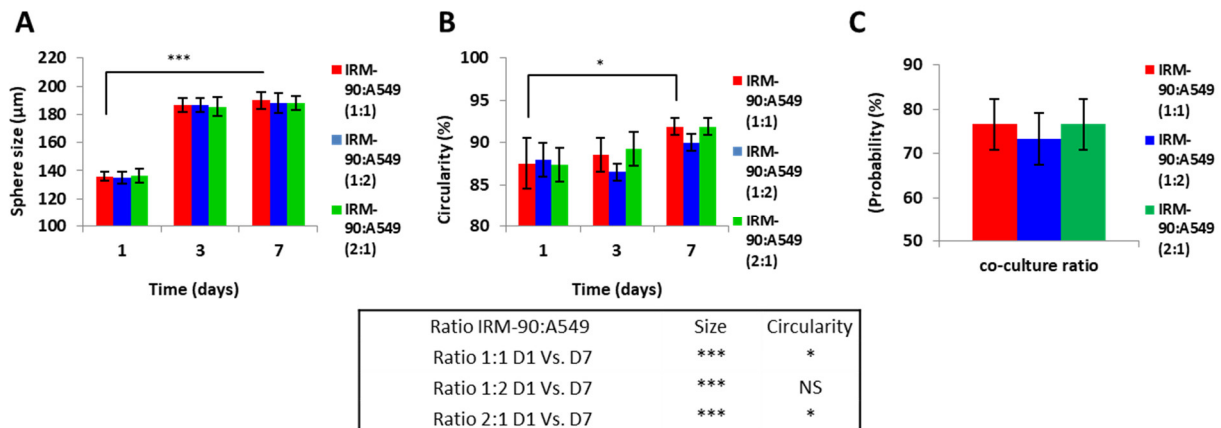 A
Sphere size (µm)
220
200
180
160
140
120
100
***
1
3
7
Time (days)
IRM-
90:A549
(1:1)
IRM-
90:A549
(1:2)
IRM-
90:A549
(2:1)
B
Circularity (%)
100
95
90
85
80
*
1
3
7
Time (days)
IRM-
90:A549
(1:1)
IRM-
90:A549
(1:2)
IRM-
90:A549
(2:1)
C
(Probability (%)
90
80
70
60
50
co-culture ratio
IRM-
90:A549
(1:1)
IRM-
90:A549
(1:2)
IRM-
90:A549
(2:1)
Ratio IRM-90:A549 Size Circularity
Ratio 1:1 D1 Vs. D7 *** *
Ratio 1:2 D1 Vs. D7 *** NS
Ratio 2:1 D1 Vs. D7 *** *